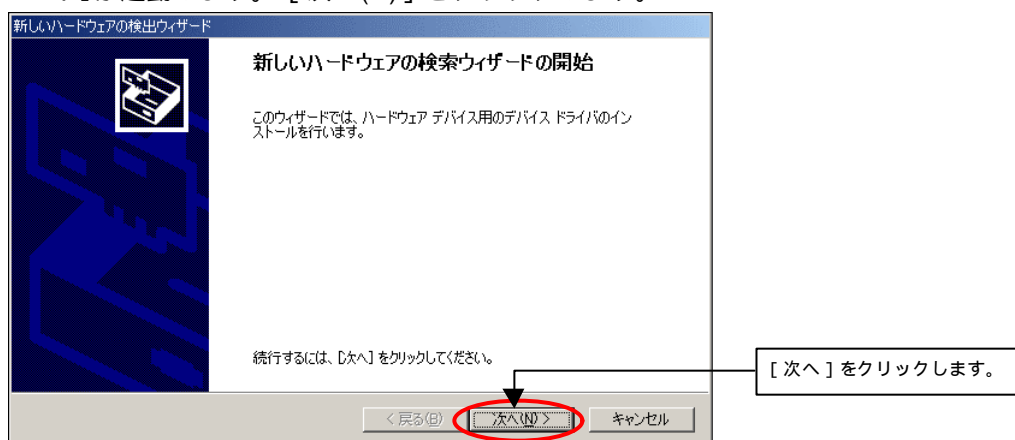 新しいハードウェアの検出ウィザード
新しいハードウェアの検索ウィザードの開始
このウィザードでは、ハードウェア デバイス用のデバイス ドライバのイン
ストールを行います。
続行するには、[次へ] をクリックしてください。
[ 次へ ] をクリックします。
< 戻る(B)
次へ(N) >
キャンセル